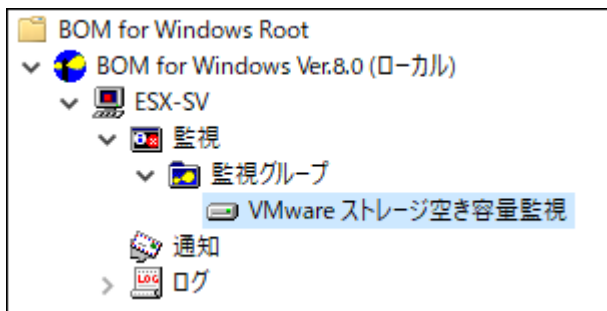 BOM for Windows Root
BOM for Windows Ver.8.0 (ローカル)
ESX-SV
監視
監視グループ
VMware ストレージ空き容量監視
通知
LOG ログ